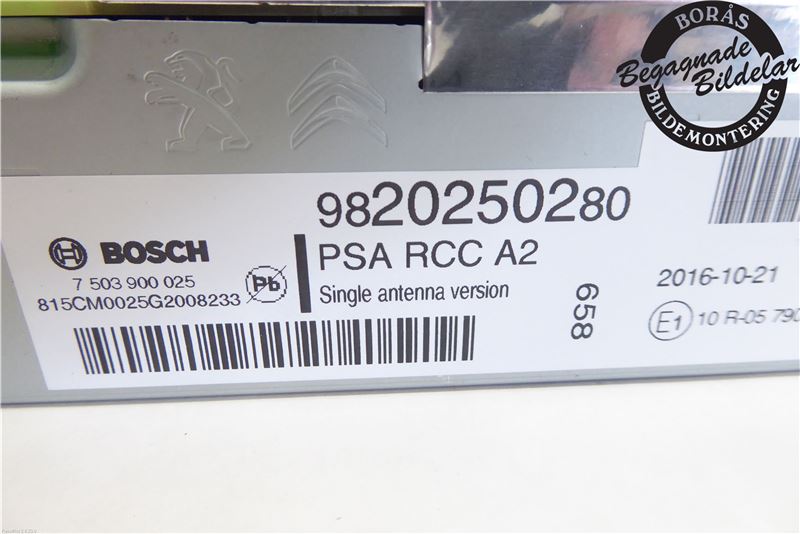 BORÅS
Begagnade
Bildelar
BILDEMONTERING
9820250280
BOSCH
PSA RCC A2
7 503 900 025
815CM0025G2008233
Pb
Single antenna version
658
2016-10-21
E1 10 R-05 790